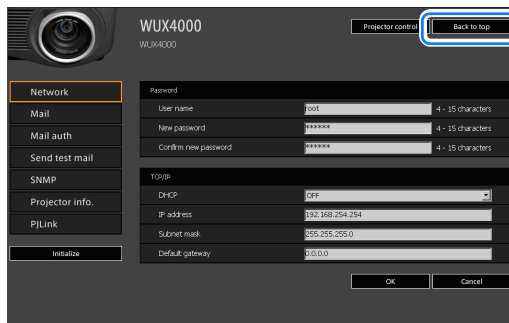 WUX4000
WUX4000
Projector control
Back to top
Network
Mail
Mail auth
Send test mail
SNMP
Projector info.
PJLink
Initialize
Password
User name root 4 - 15 characters
New password ****** 4 - 15 characters
Confirm new password ****** 4 - 15 characters
TCP/IP
DHCP OFF
IP address 192.168.254.254
Subnet mask 255.255.255.0
Default gateway 0.0.0.0
OK Cancel